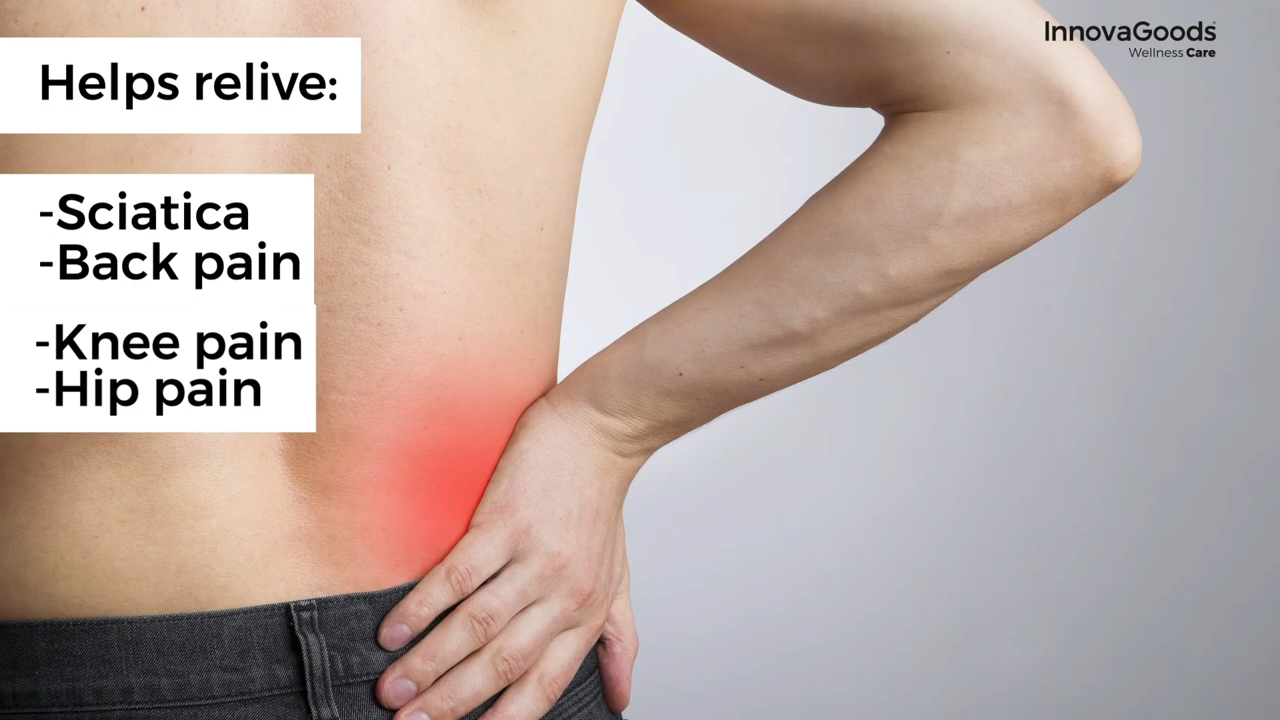 InnovaGoods
Wellness Care
Helps relive:
-Sciatica
-Back pain
-Knee pain
-Hip pain